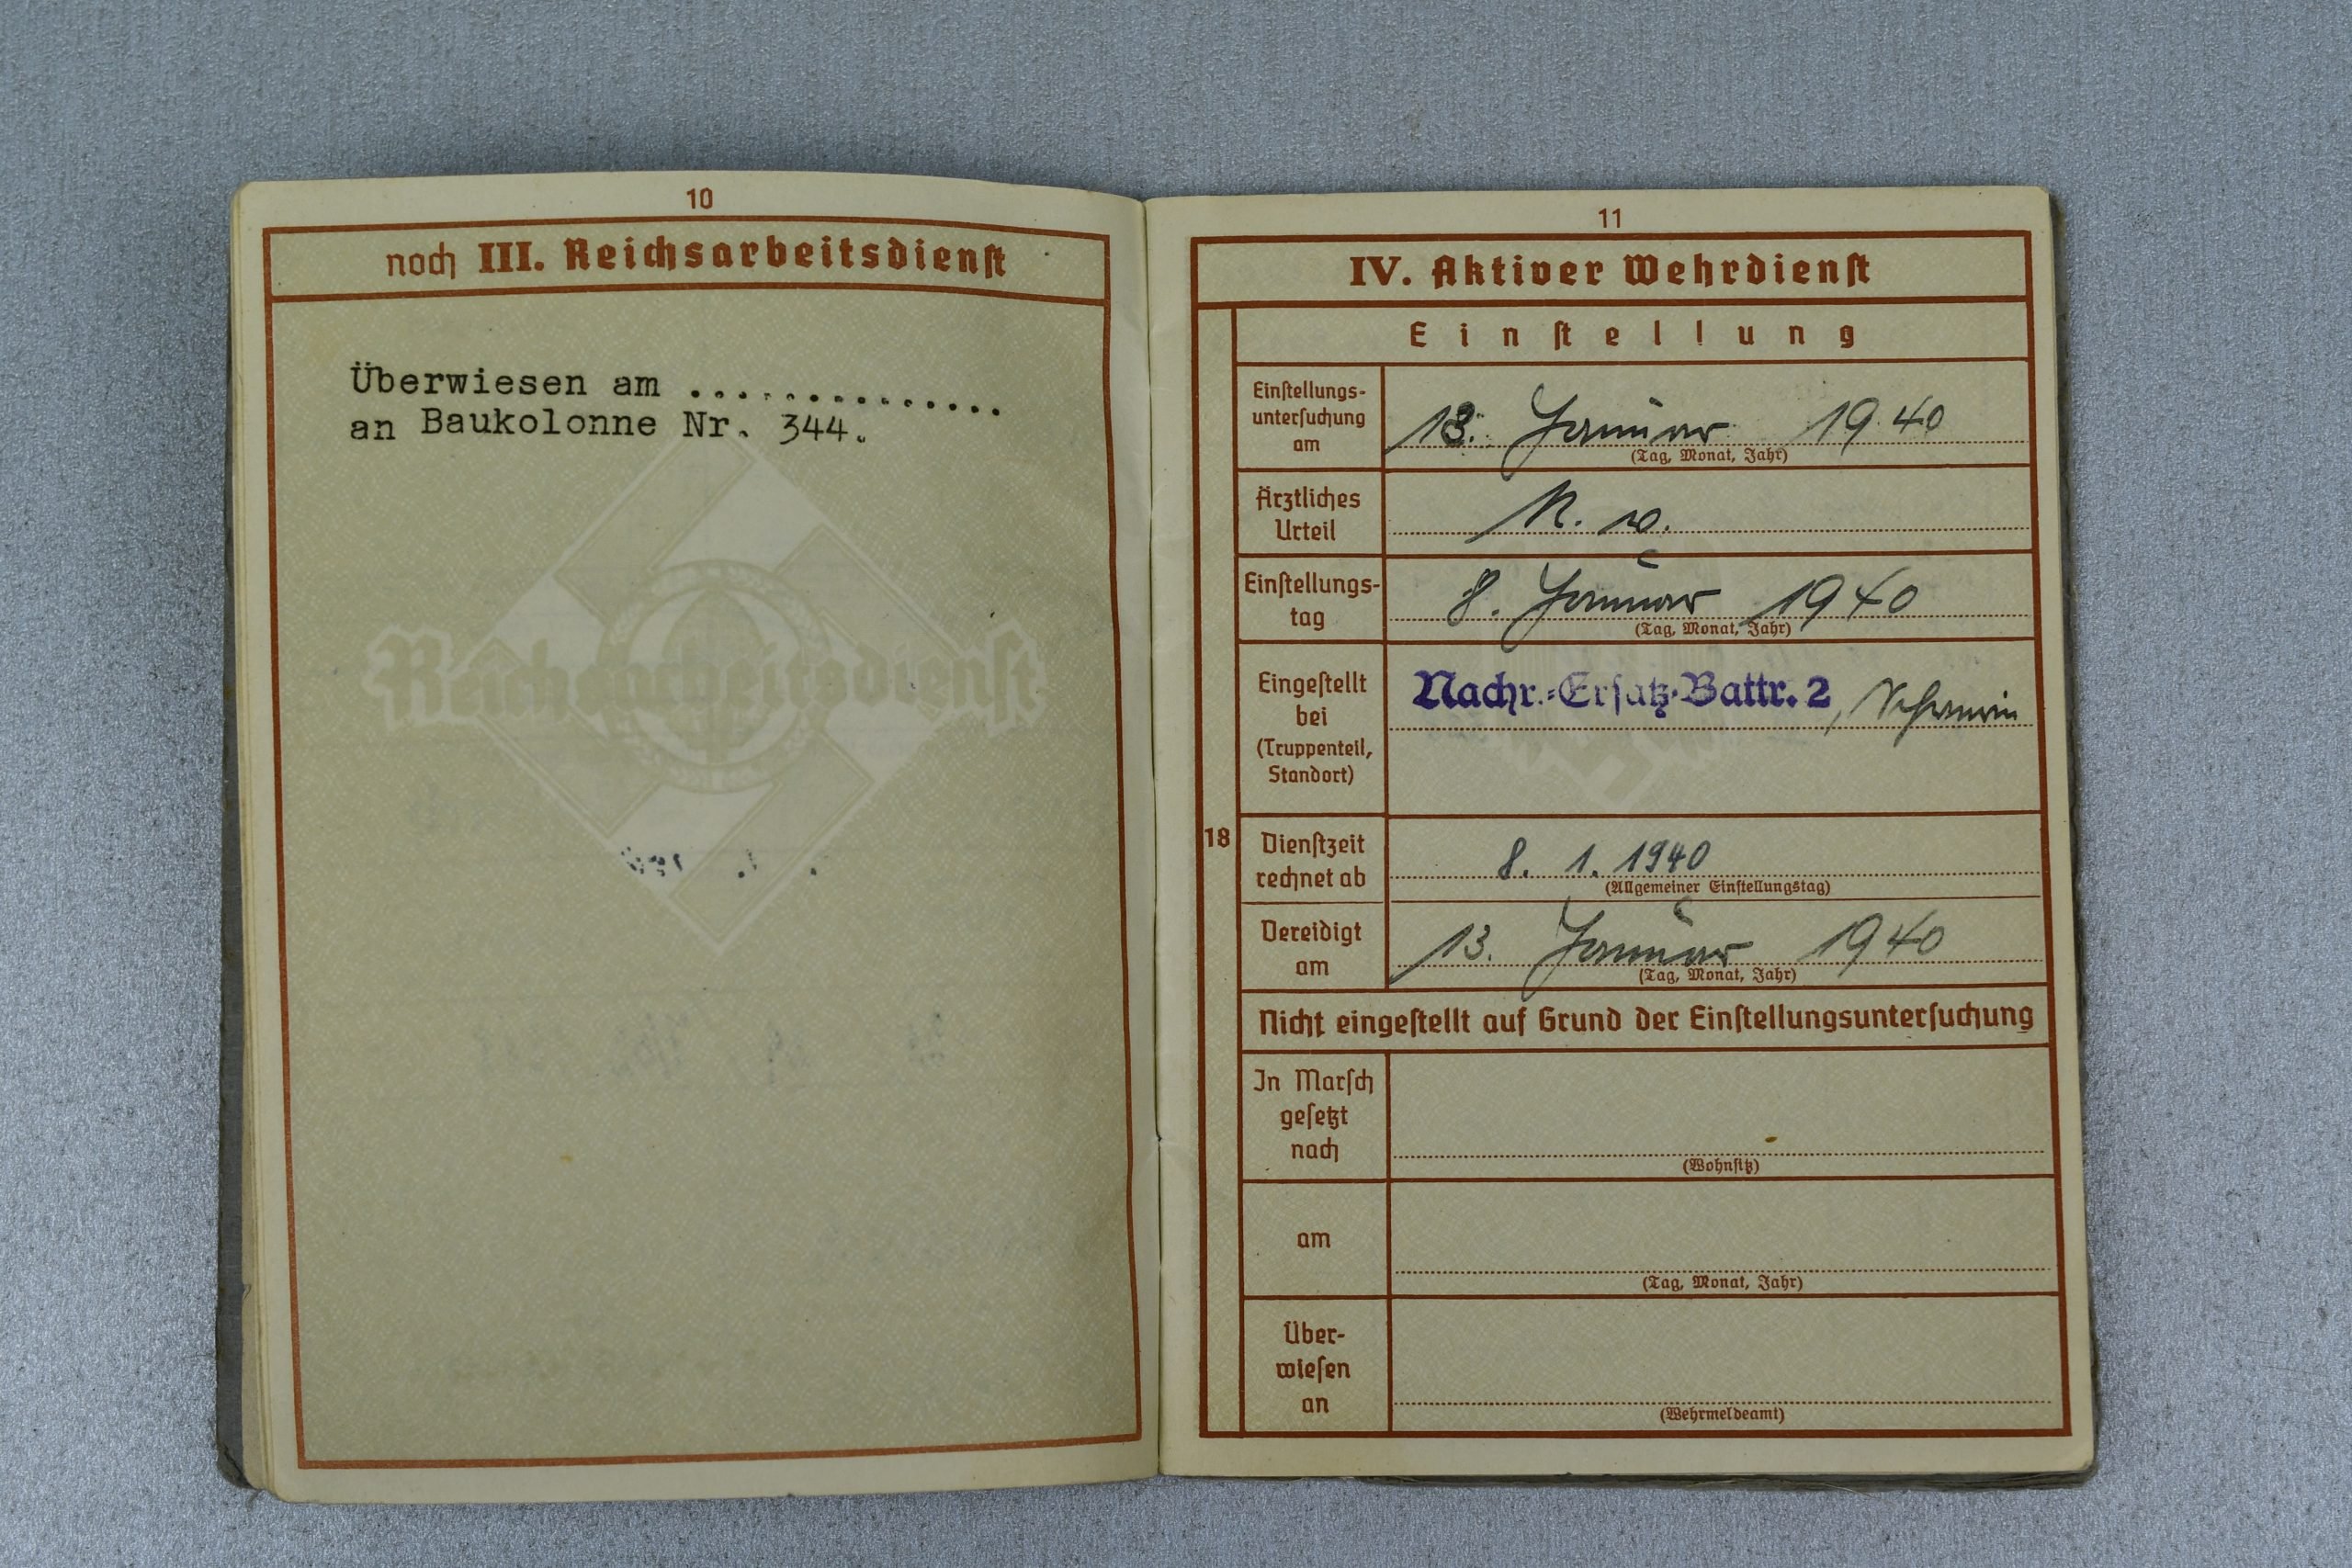 10
noch III. Reichsarbeitsdienst
Überwiesen am ................
an Baukolonne Nr. 344.
Reichsarbeitsdienst
11
IV. Aktiver Wehrdienst
Einstellung
Einstellungs-
untersuchung
am
13. Januar 1940
(Tag, Monat, Jahr)
Ärztliches
Urteil
K. v.
Einstellungs-
tag
8. Januar 1940
(Tag, Monat, Jahr)
Eingestellt
bei
(Truppenteil,
Standort)
Nachr.-Ersatz-Battr. 2, Schwerin
18
Dienstzeit
rechnet ab
8. 1. 1940
(Allgemeiner Einstellungstag)
Vereidigt
am
13. Januar 1940
(Tag, Monat, Jahr)
Nicht eingestellt auf Grund der Einstellungsuntersuchung
In Marsch
gesetzt
nach
(Wohnsitz)
am
(Tag, Monat, Jahr)
Über-
wiesen
an
(Wehrmeldeamt)